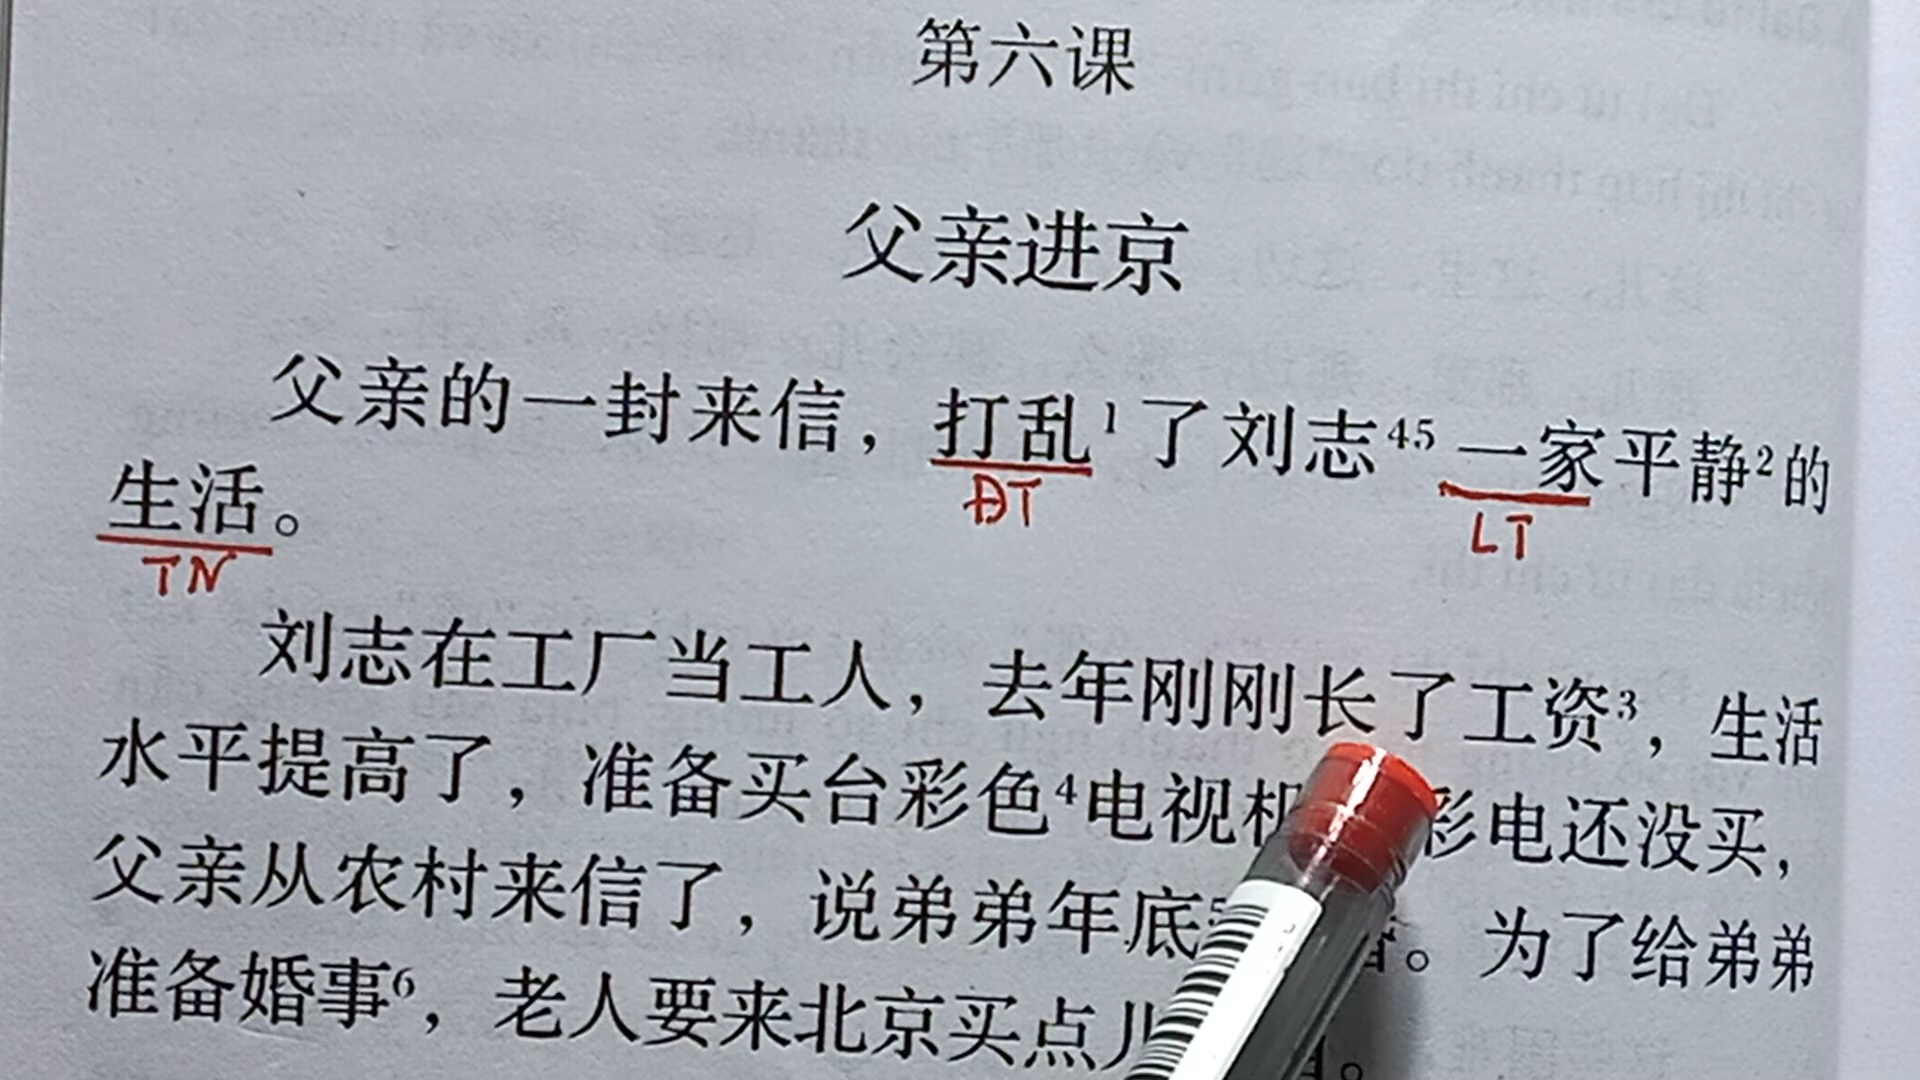 第六课
父亲进京
父亲的一封来信，打乱¹了刘志⁴⁵一家平静²的
ĐT
LT
生活。
TN
刘志在工厂当工人，去年刚刚长了工资³，生活
水平提高了，准备买台彩色⁴电视机 彩电还没买，
父亲从农村来信了，说弟弟年底⁵ 。为了给弟弟
准备婚事⁶，老人要来北京买点儿 。